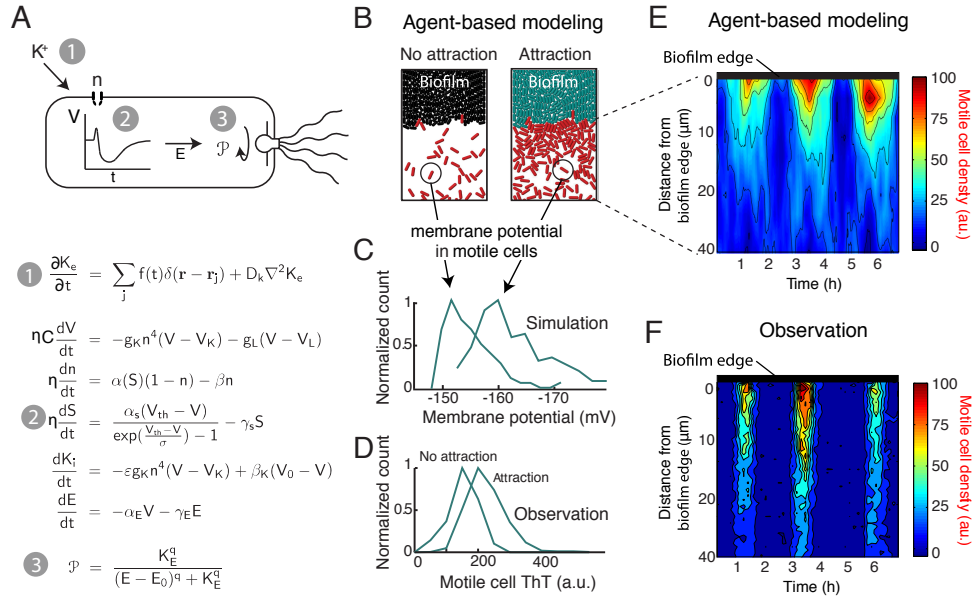 A
K⁺
1
n
V
2
t
E
3
𝒫
1 ∂Kₑ/∂t = ∑ⱼ f(t)δ(r − rⱼ) + Dₖ∇²Kₑ
ηC dV/dt = −g_K n⁴(V − V_K) − g_L(V − V_L)
η dn/dt = α(S)(1 − n) − βn
2 η dS/dt = α_s(V_th − V)/(exp((V_th−V)/σ) − 1) − γ_s S
dKᵢ/dt = −εg_K n⁴(V − V_K) + β_K(V₀ − V)
dE/dt = −α_E V − γ_E E
3 𝒫 = K_E^q/((E − E₀)^q + K_E^q)
B
Agent-based modeling
No attraction
Attraction
Biofilm
Biofilm
membrane potential
in motile cells
C
Normalized count
1
0.5
0
Simulation
-150
-160
-170
Membrane potential (mV)
D
Normalized count
1
0.5
0
No attraction
Attraction
Observation
0
200
400
Motile cell ThT (a.u.)
E
Agent-based modeling
Biofilm edge
Distance from
biofilm edge (μm)
0
10
20
30
40
1
2
3
4
5
6
Time (h)
100
75
50
25
0
Motile cell density (au.)
F
Observation
Biofilm edge
Distance from
biofilm edge (μm)
0
10
20
30
40
1
2
3
4
5
6
Time (h)
100
75
50
25
0
Motile cell density (au.)